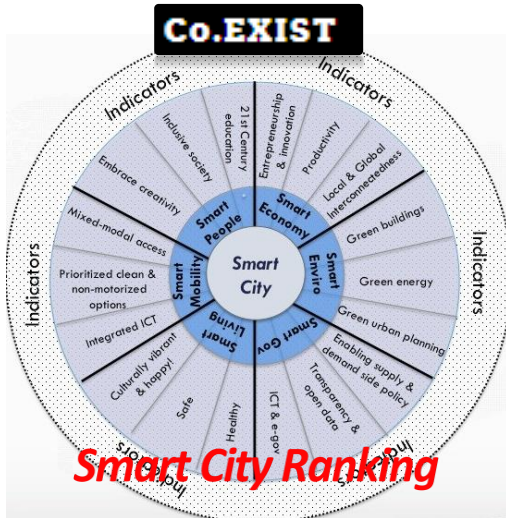 Co.EXIST
Indicators
Indicators
Indicators
Indicators
Indicators
Indicators
Entrepreneurship
& innovation
Productivity
Local & Global
Interconnectedness
Green buildings
Green energy
Green urban planning
Enabling supply &
demand side policy
Transparency &
open data
ICT & e-gov
Healthy
Safe
Culturally vibrant
& happy!
Integrated ICT
Prioritized clean &
non-motorized
options
Mixed-modal access
Embrace creativity
Inclusive society
21st Century
education
Smart
Economy
Smart
Enviro
Smart Gov
Smart
Living
Smart
Mobility
Smart
People
Smart
City
Smart City Ranking